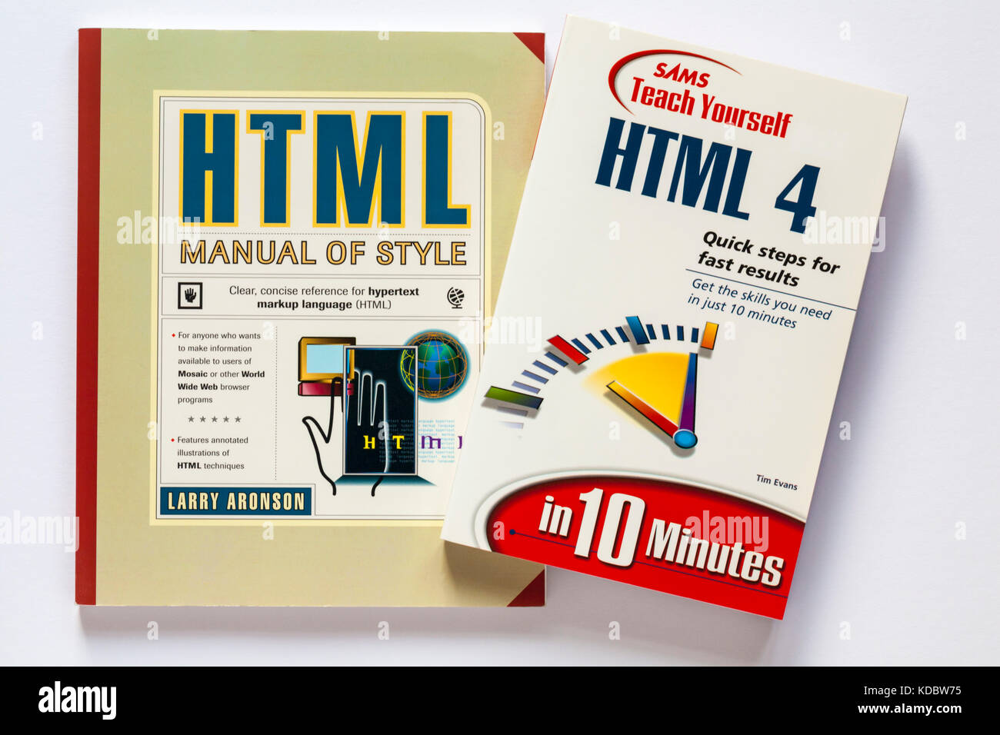 HTML
MANUAL OF STYLE
Clear, concise reference for hypertext
markup language (HTML)
• For anyone who wants
to make information
available to users of
Mosaic or other World
Wide Web browser
programs
★ ★ ★ ★ ★
• Features annotated
illustrations of
HTML techniques
H T m l
LARRY ARONSON
SAMS
Teach Yourself
HTML 4
Quick steps for
fast results
Get the skills you need
in just 10 minutes
Tim Evans
in 10 Minutes
alamy
alamy
Image ID: KDBW75
www.alamy.com